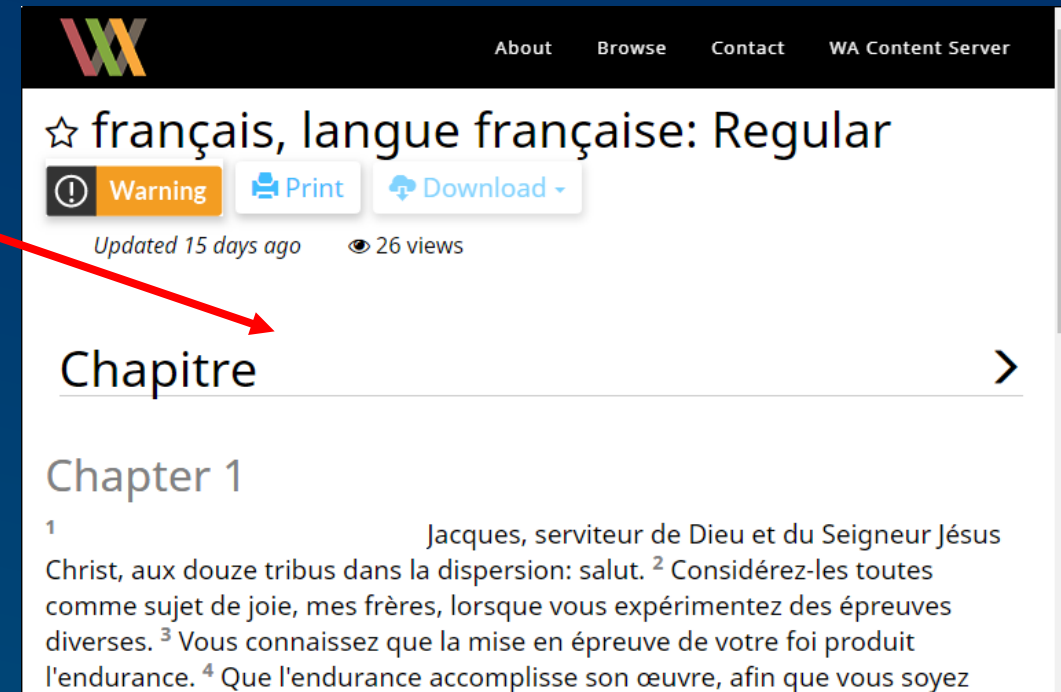 About Browse Contact WA Content Server
français, langue française: Regular
Warning Print Download
Updated 15 days ago 26 views
Chapitre
Chapter 1
1 Jacques, serviteur de Dieu et du Seigneur Jésus
Christ, aux douze tribus dans la dispersion: salut. 2 Considérez-les toutes
comme sujet de joie, mes frères, lorsque vous expérimentez des épreuves
diverses. 3 Vous connaissez que la mise en épreuve de votre foi produit
l'endurance. 4 Que l'endurance accomplisse son œuvre, afin que vous soyez